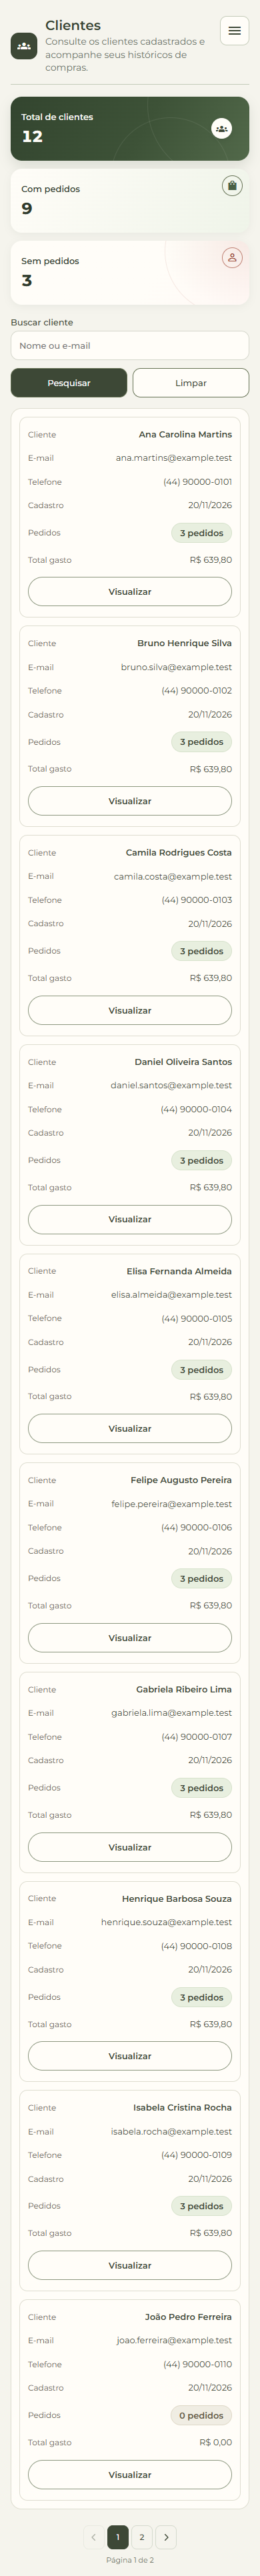 Clientes
Consulte os clientes cadastrados e
acompanhe seus históricos de
compras.
Total de clientes
12
Com pedidos
9
Sem pedidos
3
Buscar cliente
Nome ou e-mail
Pesquisar Limpar
Cliente Ana Carolina Martins
E-mail ana.martins@example.test
Telefone (44) 90000-0101
Cadastro 20/11/2026
Pedidos 3 pedidos
Total gasto R$ 639,80
Visualizar
Cliente Bruno Henrique Silva
E-mail bruno.silva@example.test
Telefone (44) 90000-0102
Cadastro 20/11/2026
Pedidos 3 pedidos
Total gasto R$ 639,80
Visualizar
Cliente Camila Rodrigues Costa
E-mail camila.costa@example.test
Telefone (44) 90000-0103
Cadastro 20/11/2026
Pedidos 3 pedidos
Total gasto R$ 639,80
Visualizar
Cliente Daniel Oliveira Santos
E-mail daniel.santos@example.test
Telefone (44) 90000-0104
Cadastro 20/11/2026
Pedidos 3 pedidos
Total gasto R$ 639,80
Visualizar
Cliente Elisa Fernanda Almeida
E-mail elisa.almeida@example.test
Telefone (44) 90000-0105
Cadastro 20/11/2026
Pedidos 3 pedidos
Total gasto R$ 639,80
Visualizar
Cliente Felipe Augusto Pereira
E-mail felipe.pereira@example.test
Telefone (44) 90000-0106
Cadastro 20/11/2026
Pedidos 3 pedidos
Total gasto R$ 639,80
Visualizar
Cliente Gabriela Ribeiro Lima
E-mail gabriela.lima@example.test
Telefone (44) 90000-0107
Cadastro 20/11/2026
Pedidos 3 pedidos
Total gasto R$ 639,80
Visualizar
Cliente Henrique Barbosa Souza
E-mail henrique.souza@example.test
Telefone (44) 90000-0108
Cadastro 20/11/2026
Pedidos 3 pedidos
Total gasto R$ 639,80
Visualizar
Cliente Isabela Cristina Rocha
E-mail isabela.rocha@example.test
Telefone (44) 90000-0109
Cadastro 20/11/2026
Pedidos 3 pedidos
Total gasto R$ 639,80
Visualizar
Cliente João Pedro Ferreira
E-mail joao.ferreira@example.test
Telefone (44) 90000-0110
Cadastro 20/11/2026
Pedidos 0 pedidos
Total gasto R$ 0,00
Visualizar
1 2
Página 1 de 2